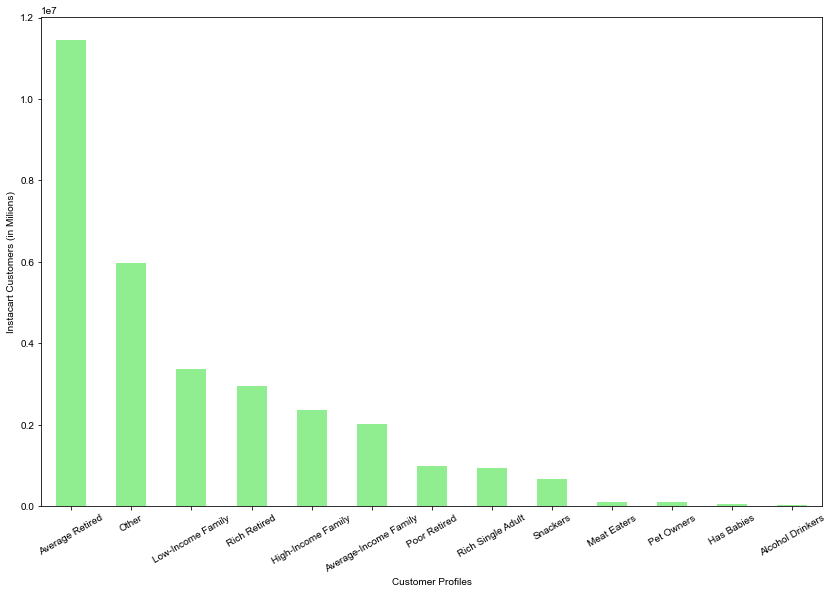 1e7
1.2
1.0
0.8
0.6
0.4
0.2
0.0
Instacart Customers (in Milions)
Average Retired
Other
Low-Income Family
Rich Retired
High-Income Family
Average-Income Family
Poor Retired
Rich Single Adult
Snackers
Meat Eaters
Pet Owners
Has Babies
Alcohol Drinkers
Customer Profiles